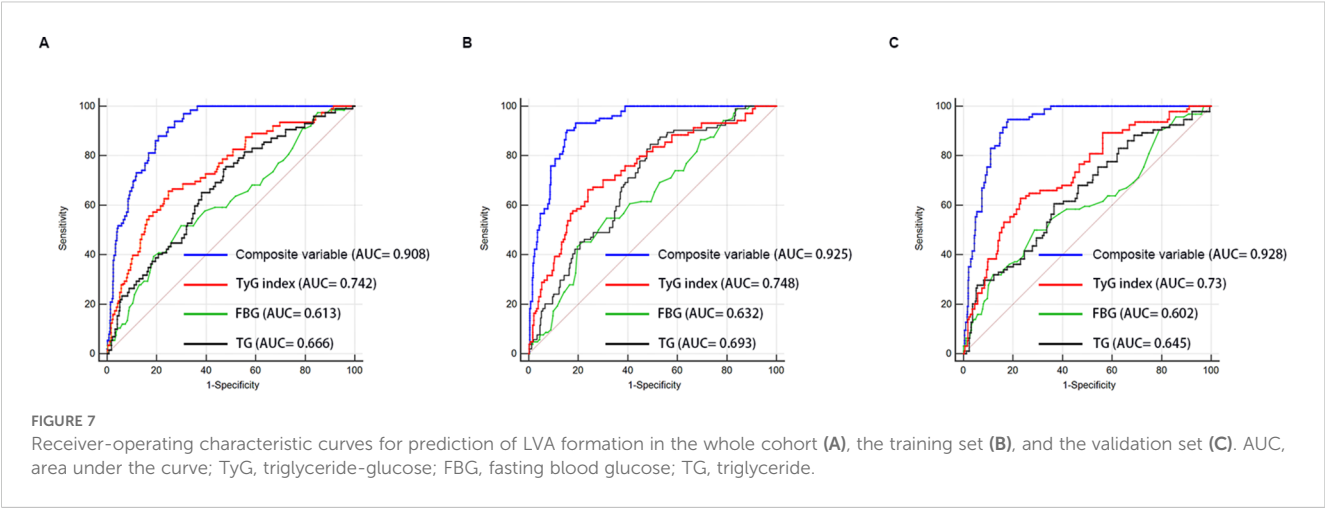 A
100
80
60
40
20
0
Sensitivity
Composite variable (AUC= 0.908)
TyG index (AUC= 0.742)
FBG (AUC= 0.613)
TG (AUC= 0.666)
0 20 40 60 80 100
1-Specificity
B
100
80
60
40
20
0
Sensitivity
Composite variable (AUC= 0.925)
TyG index (AUC= 0.748)
FBG (AUC= 0.632)
TG (AUC= 0.693)
0 20 40 60 80 100
1-Specificity
C
100
80
60
40
20
0
Sensitivity
Composite variable (AUC= 0.928)
TyG index (AUC= 0.73)
FBG (AUC= 0.602)
TG (AUC= 0.645)
0 20 40 60 80 100
1-Specificity
FIGURE 7
Receiver-operating characteristic curves for prediction of LVA formation in the whole cohort (A), the training set (B), and the validation set (C). AUC,
area under the curve; TyG, triglyceride-glucose; FBG, fasting blood glucose; TG, triglyceride.